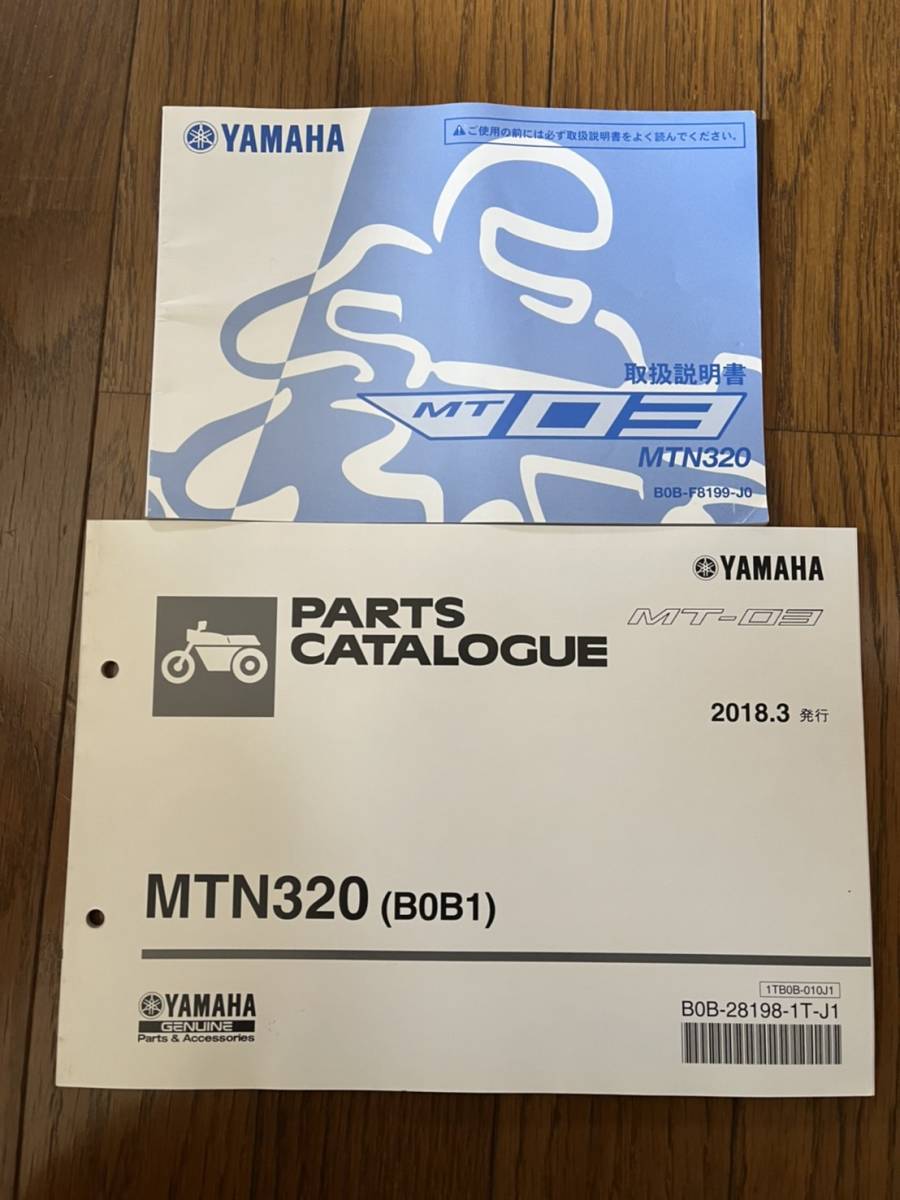 YAMAHA
⚠ご使用の前には必ず取扱説明書をよく読んでください。
取扱説明書
MT 03
MTN320
B0B-F8199-J0
YAMAHA
PARTS
CATALOGUE
MT-03
2018.3 発行
MTN320 (B0B1)
YAMAHA
GENUINE
Parts & Accessories
1TB0B-010J1
B0B-28198-1T-J1